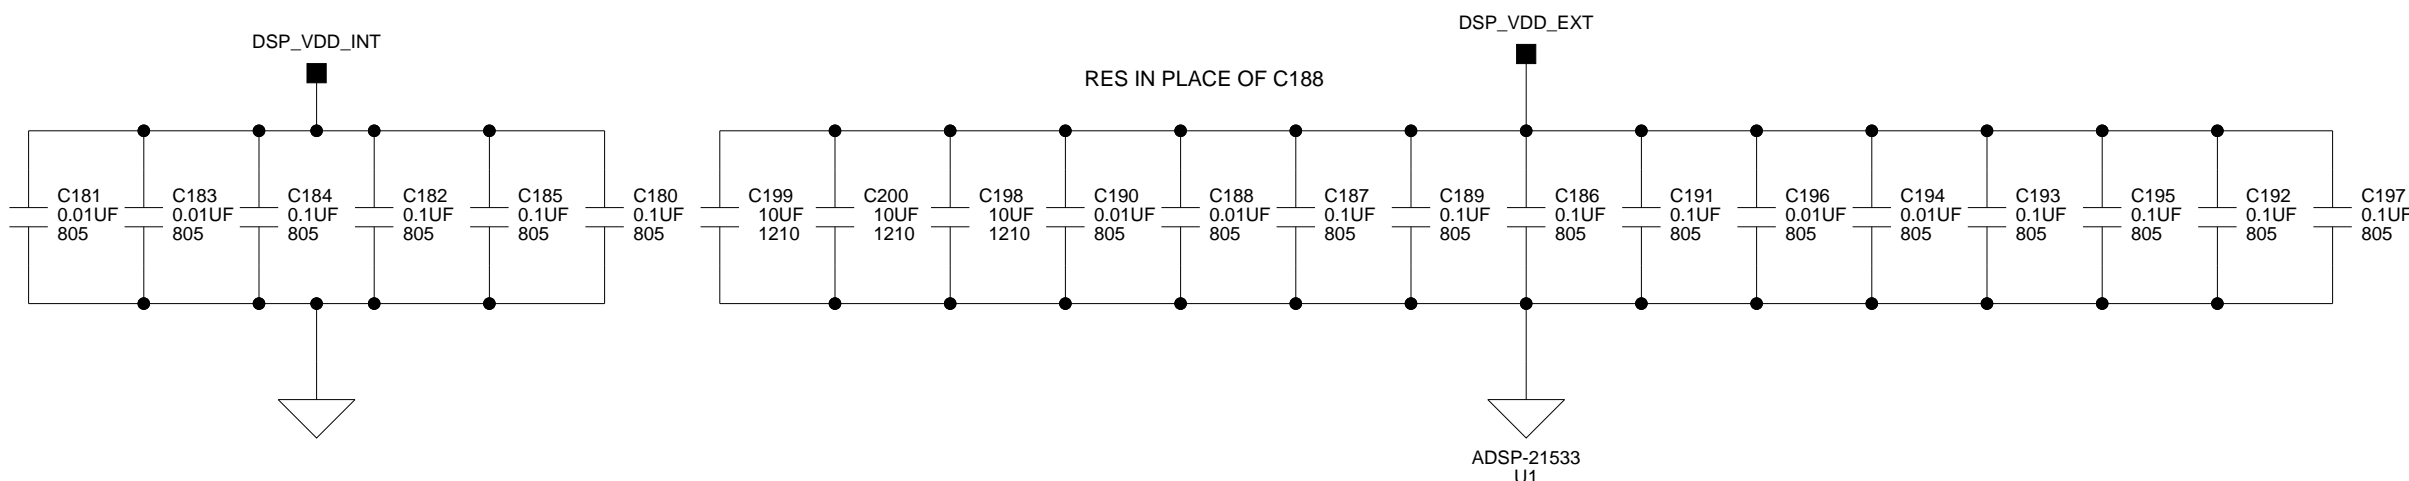 DSP_VDD_INT
DSP_VDD_EXT
RES IN PLACE OF C188
C181
0.01UF
805
C183
0.01UF
805
C184
0.1UF
805
C182
0.1UF
805
C185
0.1UF
805
C180
0.1UF
805
C199
10UF
1210
C200
10UF
1210
C198
10UF
1210
C190
0.01UF
805
C188
0.01UF
805
C187
0.1UF
805
C189
0.1UF
805
C186
0.1UF
805
C191
0.1UF
805
C196
0.01UF
805
C194
0.01UF
805
C193
0.1UF
805
C195
0.1UF
805
C192
0.1UF
805
C197
0.1UF
805
ADSP-21533
U1